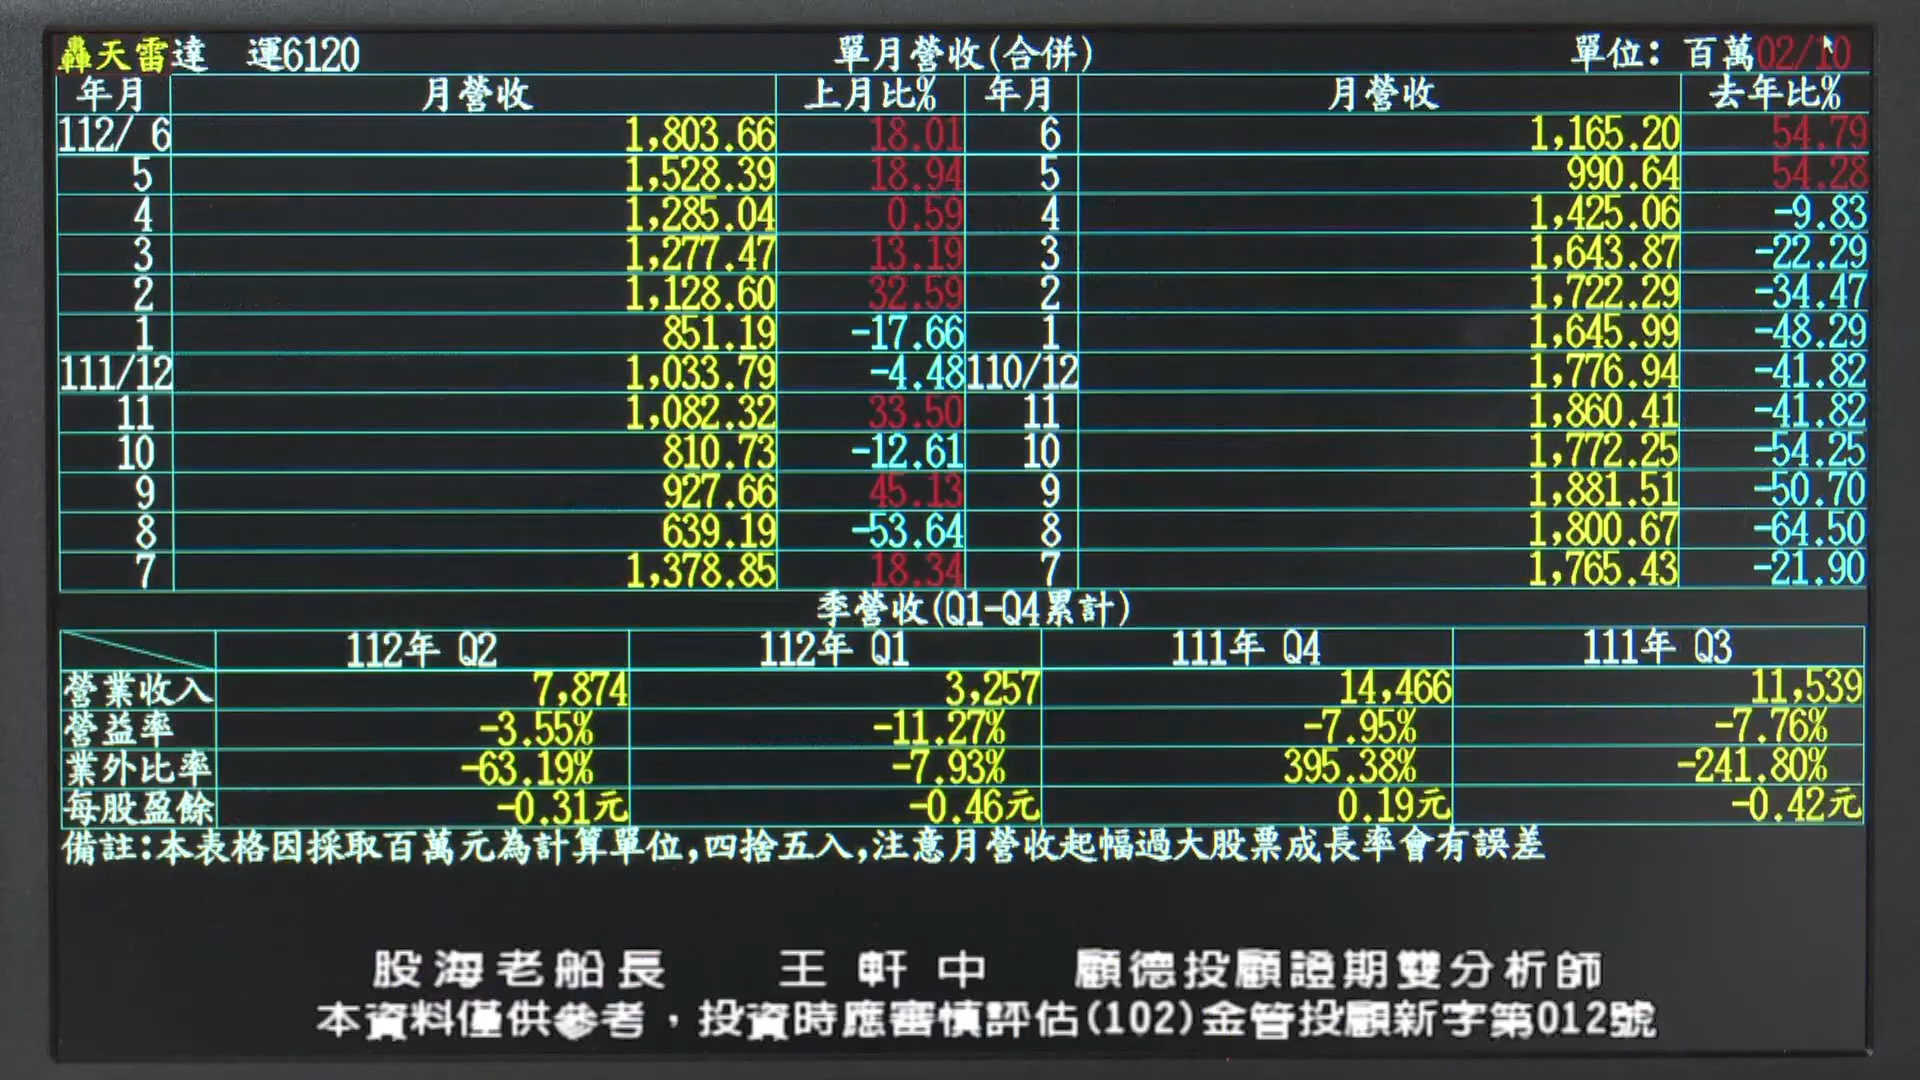 轟天雷達 運6120 單月營收(合併) 單位: 百萬02/10
年月 月營收 上月比% 年月 月營收 去年比%
112/ 6 1,803.66 18.01 6 1,165.20 54.79
5 1,528.39 18.94 5 990.64 54.28
4 1,285.04 0.59 4 1,425.06 -9.83
3 1,277.47 13.19 3 1,643.87 -22.29
2 1,128.60 32.59 2 1,722.29 -34.47
1 851.19 -17.66 1 1,645.99 -48.29
111/12 1,033.79 -4.48 110/12 1,776.94 -41.82
11 1,082.32 33.50 11 1,860.41 -41.82
10 810.73 -12.61 10 1,772.25 -54.25
9 927.66 45.13 9 1,881.51 -50.70
8 639.19 -53.64 8 1,800.67 -64.50
7 1,378.85 18.34 7 1,765.43 -21.90
季營收(Q1-Q4累計)
112年 Q2 112年 Q1 111年 Q4 111年 Q3
營業收入 7,874 3,257 14,466 11,539
營益率 -3.55% -11.27% -7.95% -7.76%
業外比率 -63.19% -7.93% 395.38% -241.80%
每股盈餘 -0.31元 -0.46元 0.19元 -0.42元
備註:本表格因採取百萬元為計算單位,四捨五入,注意月營收起幅過大股票成長率會有誤差
股海老船長 王軒中 顧德投顧證期雙分析師
本資料僅供參考，投資時應審慎評估(102)金管投顧新字第012號